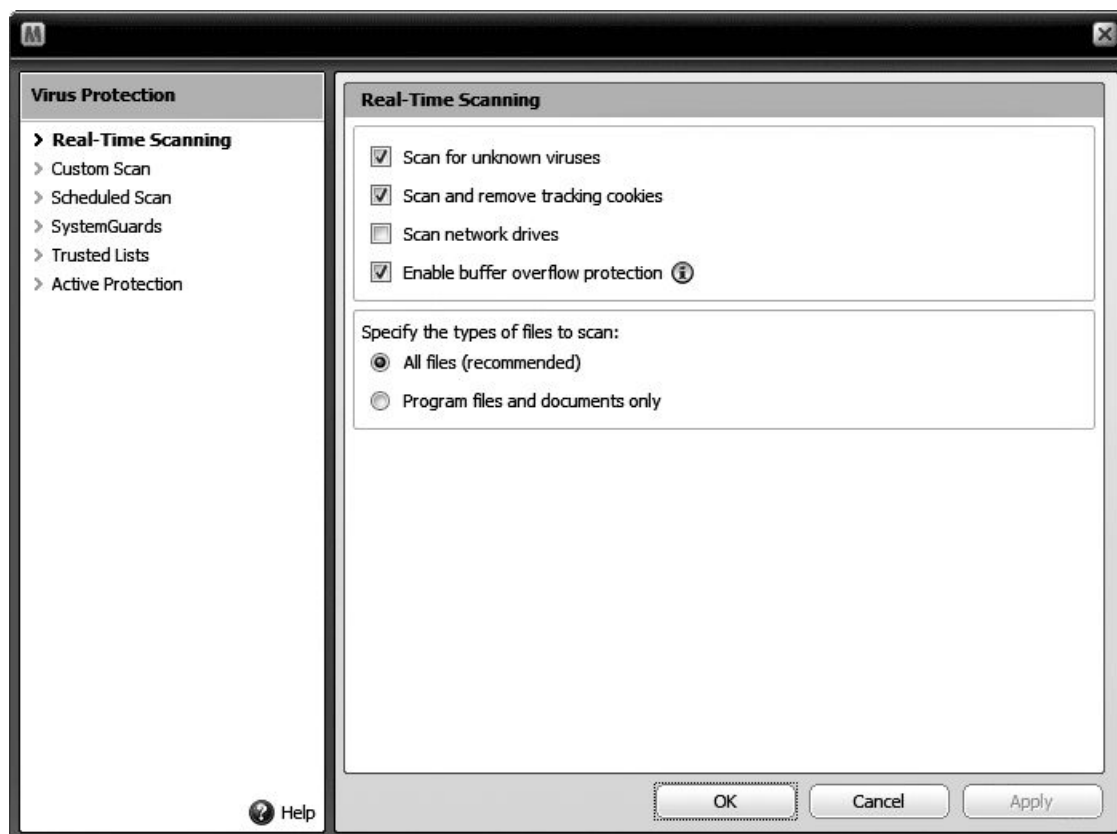 M
Virus Protection
Real-Time Scanning
Custom Scan
Scheduled Scan
SystemGuards
Trusted Lists
Active Protection
Help
Real-Time Scanning
Scan for unknown viruses
Scan and remove tracking cookies
Scan network drives
Enable buffer overflow protection
Specify the types of files to scan:
All files (recommended)
Program files and documents only
OK
Cancel
Apply